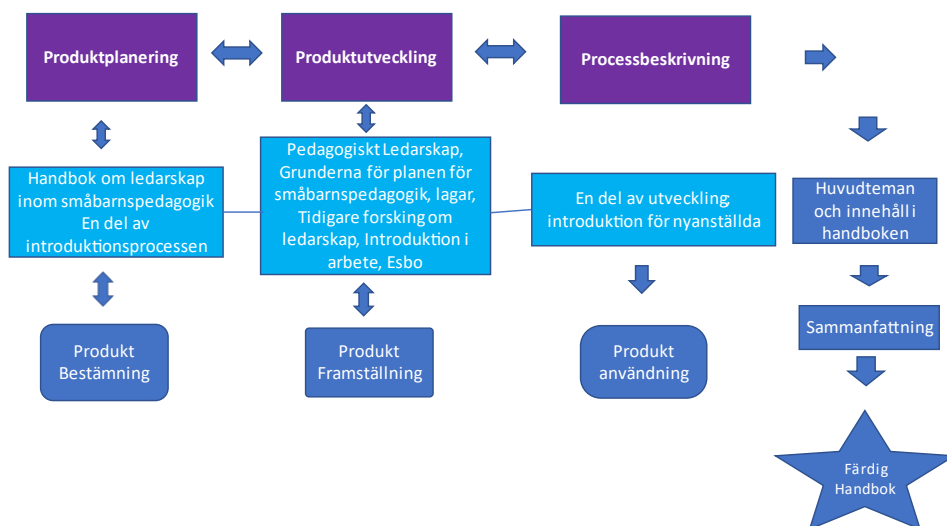 Produktplanering
Produktutveckling
Processbeskrivning
Handbok om ledarskap
inom småbarnspedagogik
En del av
introduktionsprocessen
Pedagogiskt Ledarskap,
Grunderna för planen för
småbarnspedagogik, lagar,
Tidigare forsking om
ledarskap, Introduktion i
arbete, Esbo
En del av utveckling;
introduktion för nyanställda
Huvudteman
och innehåll i
handboken
Produkt
Bestämning
Produkt
Framställning
Produkt
användning
Sammanfattning
Färdig
Handbok